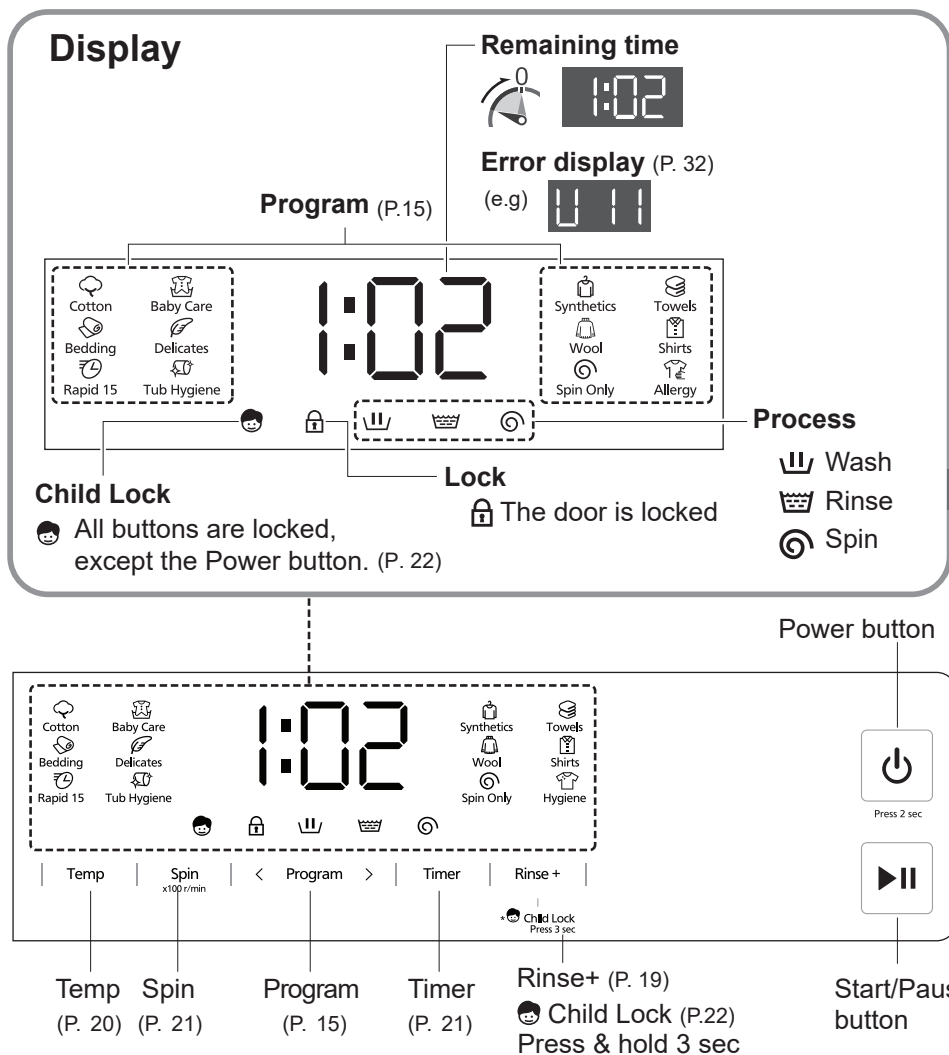 Display
Remaining time
0
1:02
Error display (P. 32)
(e.g)
U 11
Program (P.15)
Cotton Baby Care
Bedding Delicates
Rapid 15 Tub Hygiene
1:02
Synthetics Towels
Wool Shirts
Spin Only Allergy
Process
Wash
Rinse
Spin
Child Lock
All buttons are locked,
except the Power button. (P. 22)
Lock
The door is locked
Power button
Cotton Baby Care
Bedding Delicates
Rapid 15 Tub Hygiene
1:02
Synthetics Towels
Wool Shirts
Spin Only Hygiene
Press 2 sec
Temp
Spin
x100 r/min
< Program >
Timer
Rinse +
* Child Lock
Press 3 sec
Temp
(P. 20)
Spin
(P. 21)
Program
(P. 15)
Timer
(P. 21)
Rinse+ (P. 19)
Child Lock (P.22)
Press & hold 3 sec
Start/Paus
button